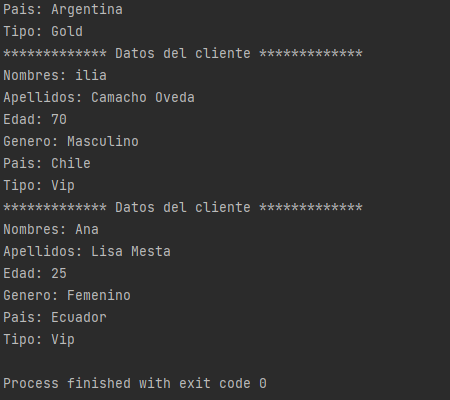 Pais: Argentina
Tipo: Gold
************* Datos del cliente *************
Nombres: ilia
Apellidos: Camacho Oveda
Edad: 70
Genero: Masculino
Pais: Chile
Tipo: Vip
************* Datos del cliente *************
Nombres: Ana
Apellidos: Lisa Mesta
Edad: 25
Genero: Femenino
Pais: Ecuador
Tipo: Vip
Process finished with exit code 0